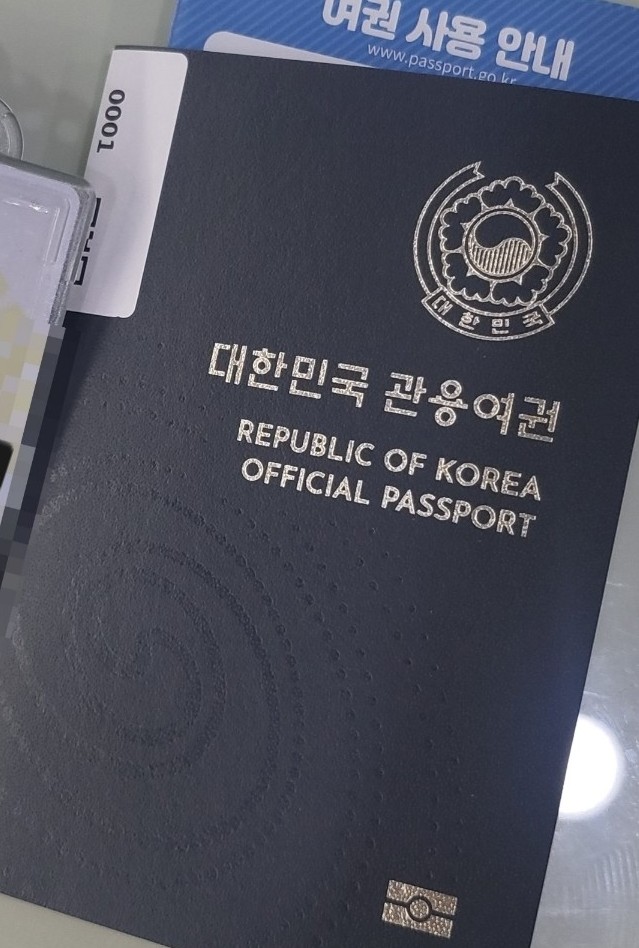 여권 사용 안내
www.passport.go.kr
0001
대한민국
대한민국 관용여권
REPUBLIC OF KOREA
OFFICIAL PASSPORT